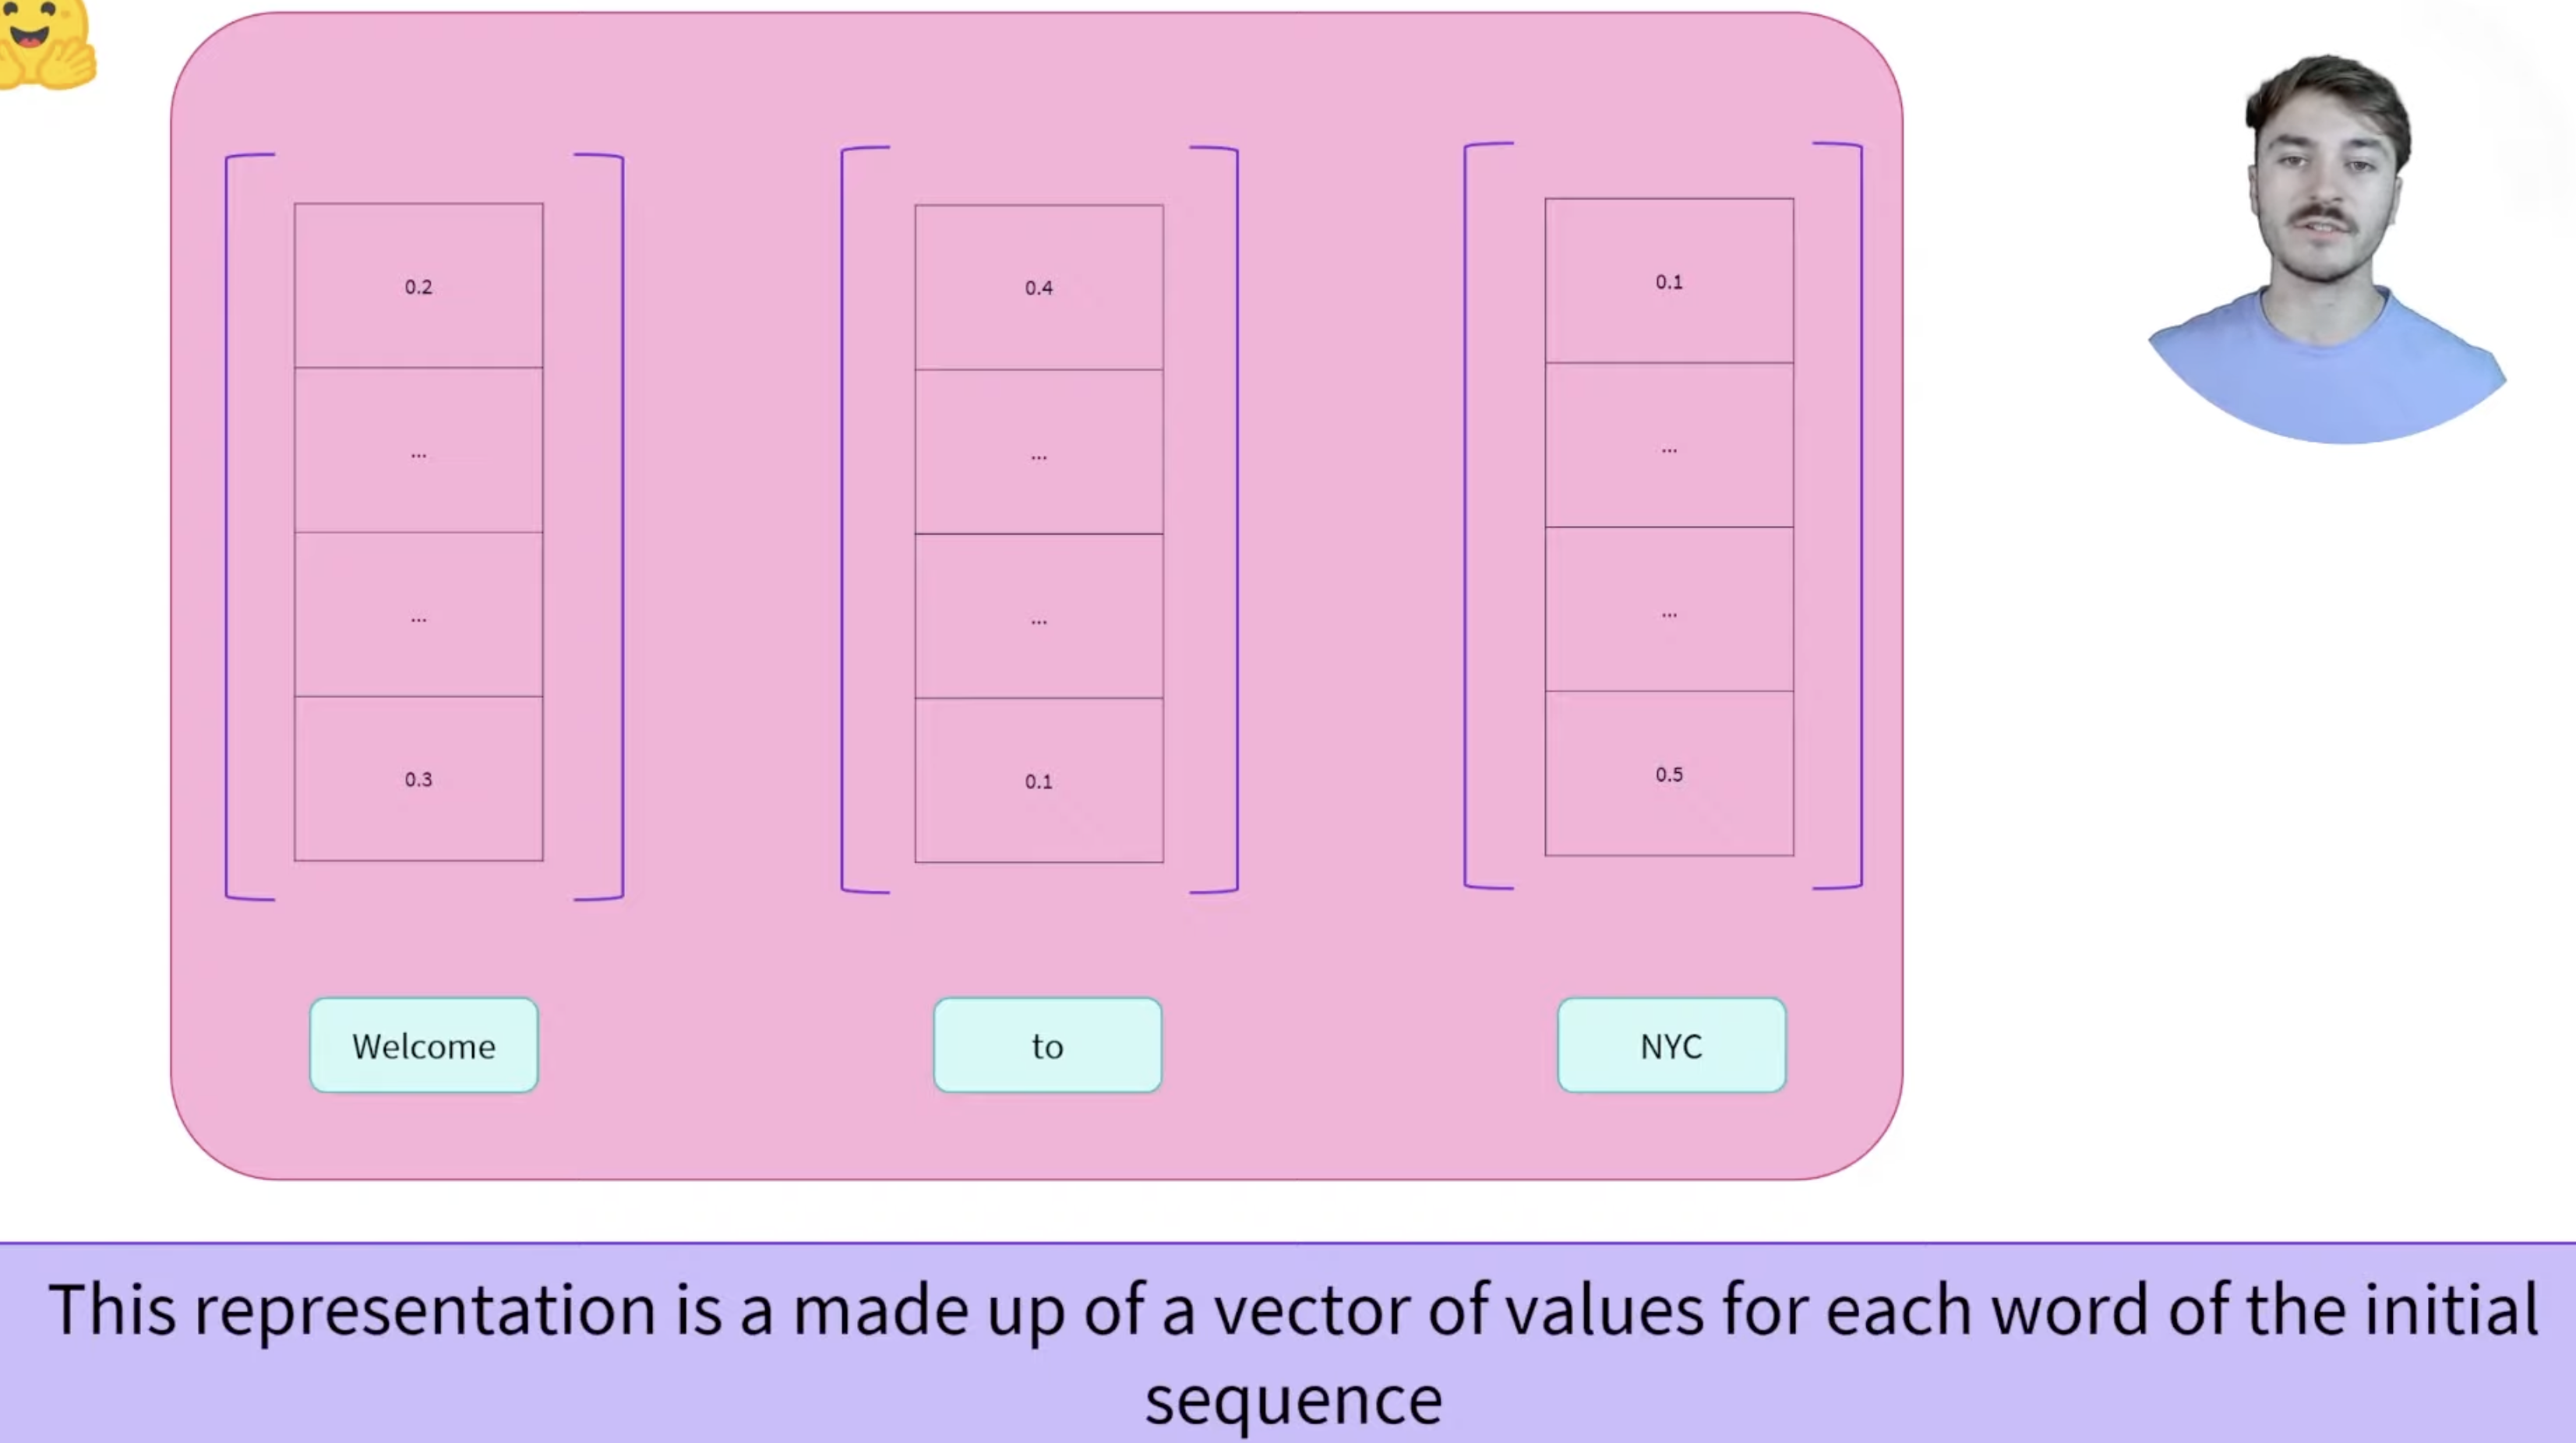 0.2 0.4 0.1
... ... ...
... ... ...
0.3 0.1 0.5
Welcome to NYC
This representation is a made up of a vector of values for each word of the initial
sequence